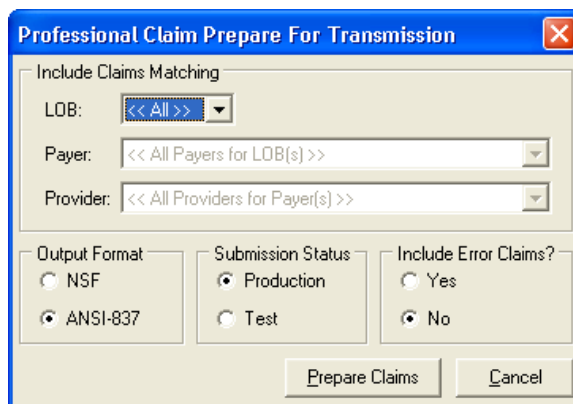 Professional Claim Prepare For Transmission
Include Claims Matching
LOB: << All >>
Payer: << All Payers for LOB(s) >>
Provider: << All Providers for Payer(s) >>
Output Format Submission Status Include Error Claims?
NSF Production Yes
ANSI-837 Test No
Prepare Claims Cancel